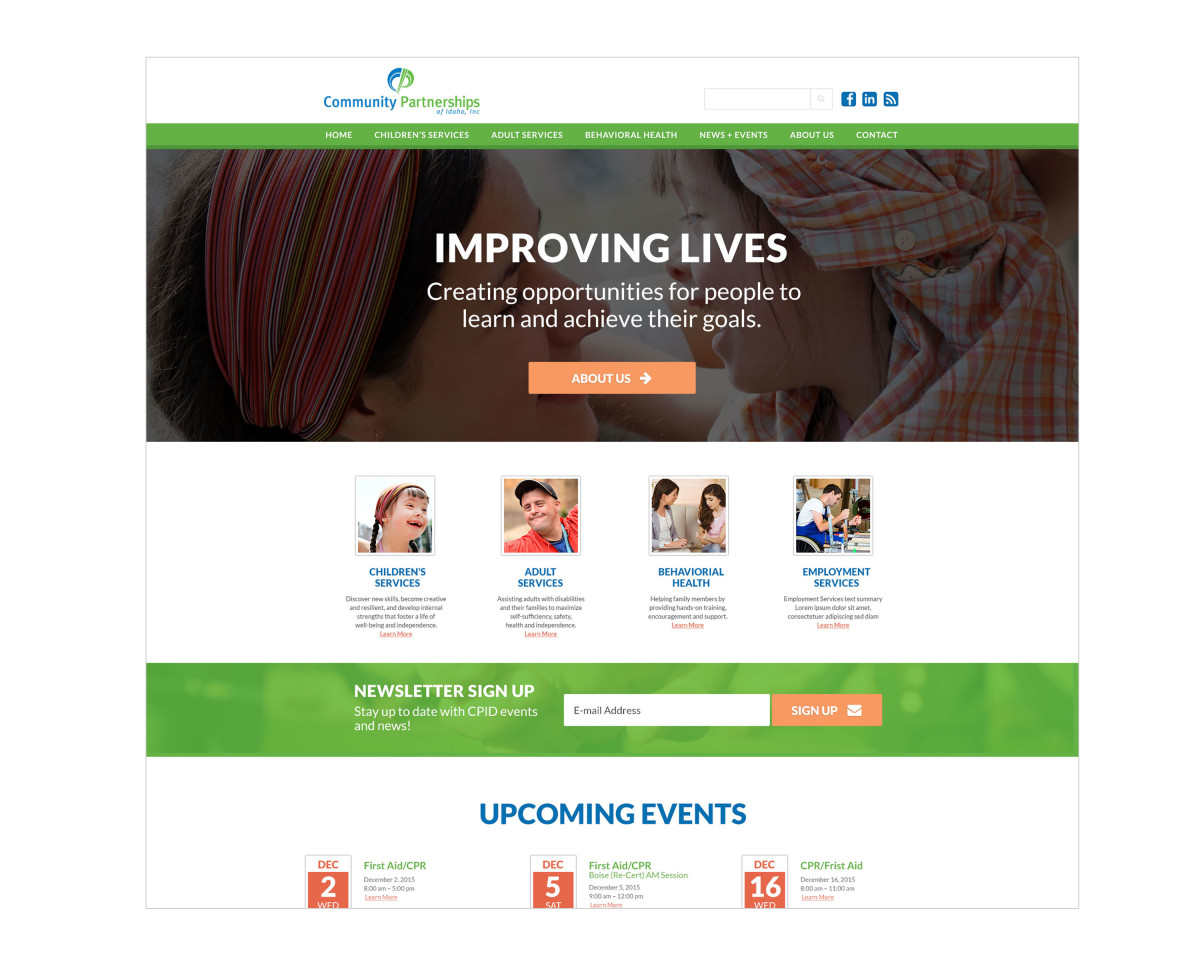 Community Partnerships
of Idaho, Inc
HOME CHILDREN'S SERVICES ADULT SERVICES BEHAVIORAL HEALTH NEWS + EVENTS ABOUT US CONTACT
IMPROVING LIVES
Creating opportunities for people to
learn and achieve their goals.
ABOUT US
CHILDREN'S
SERVICES
Discover new skills, become creative
and resilient, and develop internal
strengths that foster a life of
well-being and independence.
Learn More
ADULT
SERVICES
Assisting adults with disabilities
and their families to maximize
self-sufficiency, safety,
health and independence.
Learn More
BEHAVIORIAL
HEALTH
Helping family members by
providing hands-on training,
encouragement and support.
Learn More
EMPLOYMENT
SERVICES
Employment Services text summary
Lorem ipsum dolor sit amet,
consectetuer adipiscing sed diam
Learn More
NEWSLETTER SIGN UP
Stay up to date with CPID events
and news!
E-mail Address
SIGN UP
UPCOMING EVENTS
DEC
2
WED
First Aid/CPR
December 2, 2015
8:00 am – 5:00 pm
Learn More
DEC
5
SAT
First Aid/CPR
Boise (Re-Cert) AM Session
December 5, 2015
9:00 am – 12:00 pm
Learn More
DEC
16
WED
CPR/Frist Aid
December 16, 2015
8:00 am – 11:00 am
Learn More